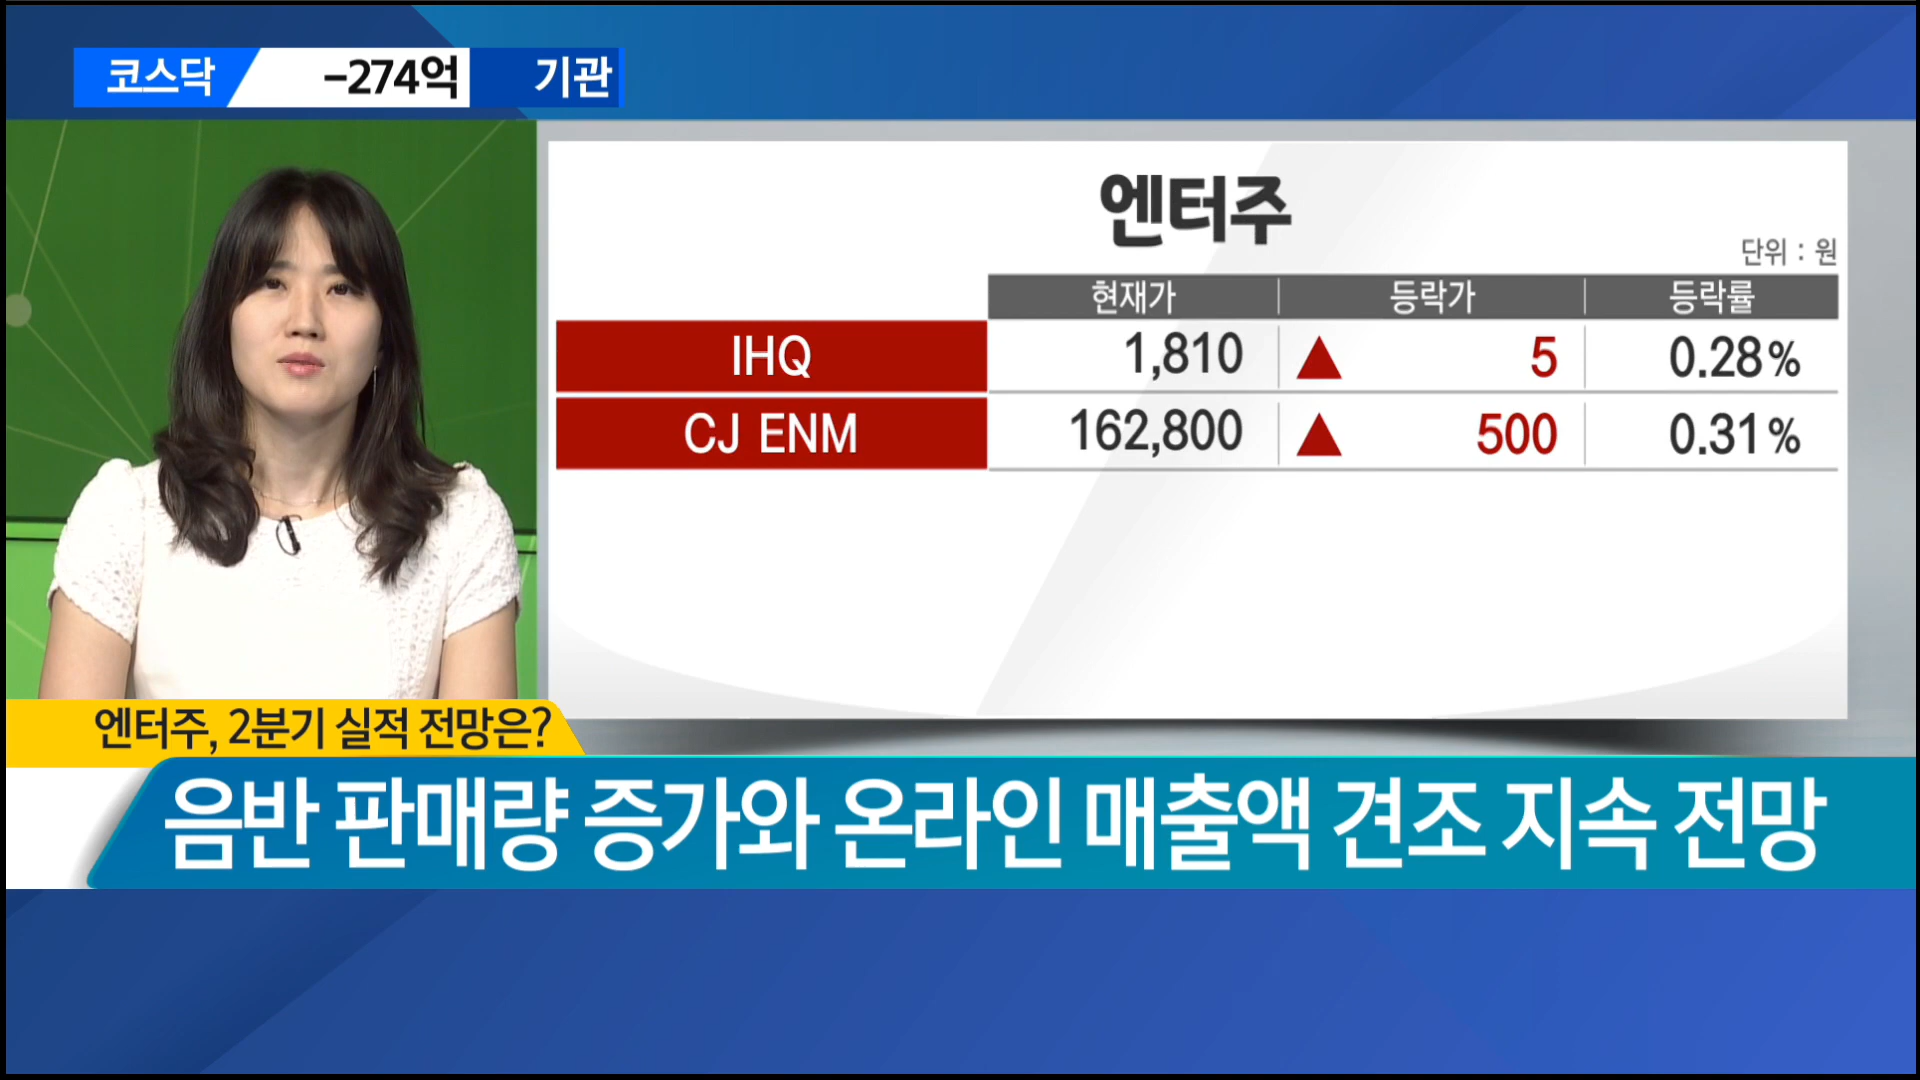 코스닥 -274억 기관
엔터주
단위 : 원
현재가 등락가 등락률
IHQ 1,810 ▲ 5 0.28%
CJ ENM 162,800 ▲ 500 0.31%
엔터주, 2분기 실적 전망은?
음반 판매량 증가와 온라인 매출액 견조 지속 전망